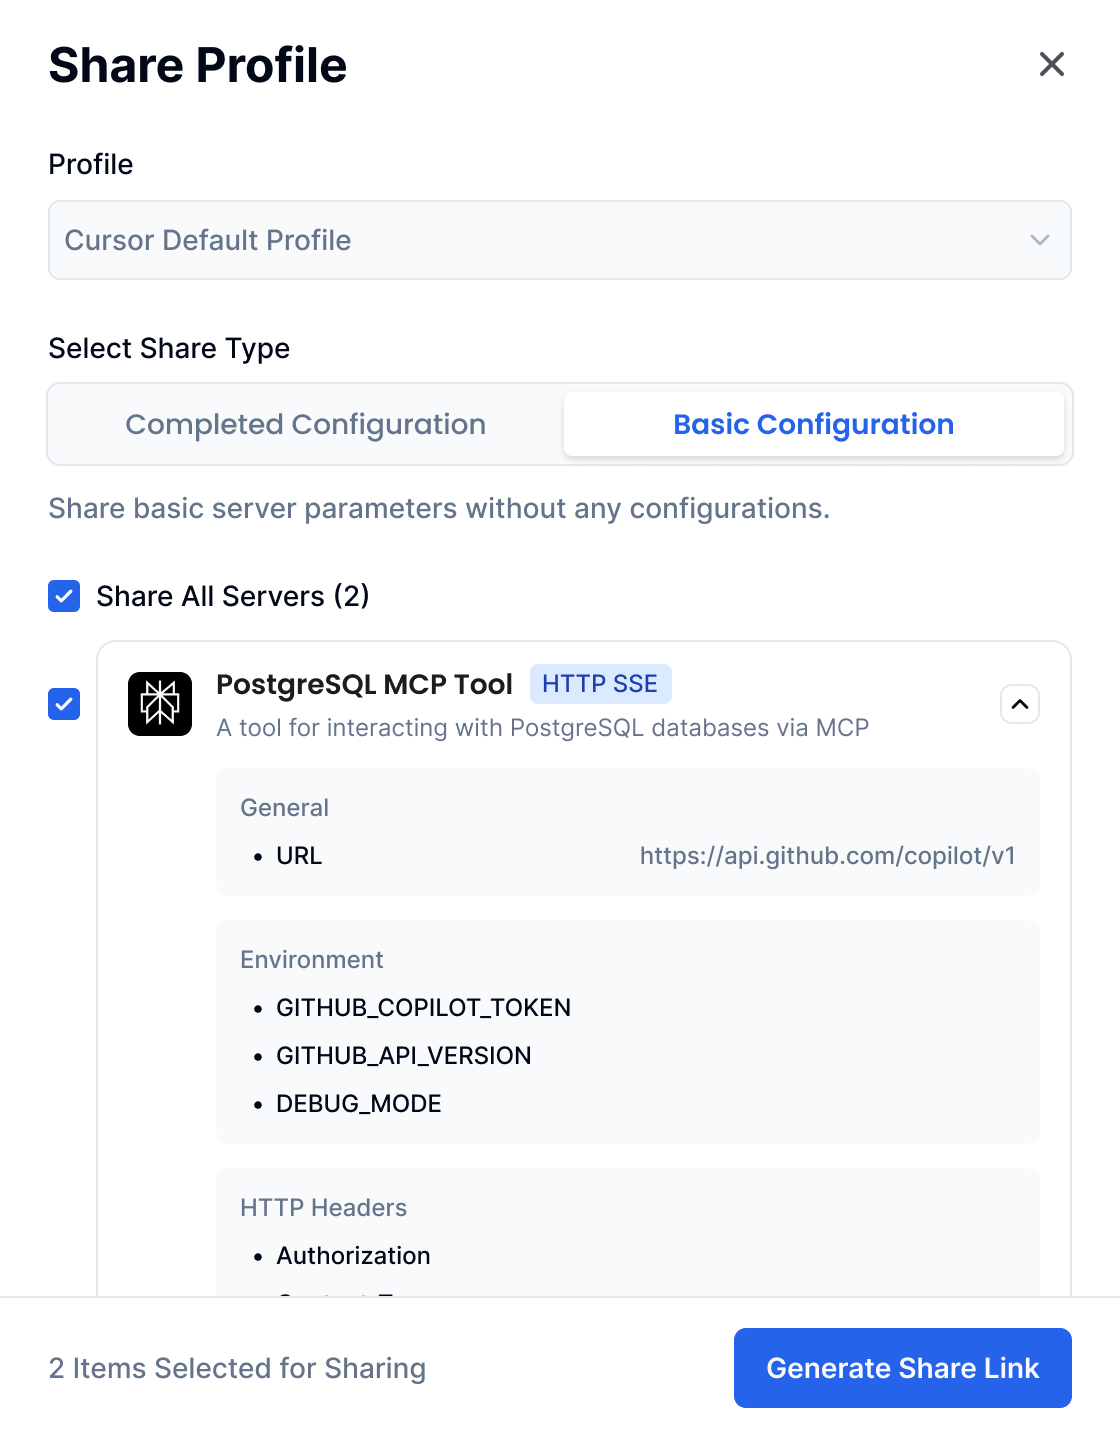 Share Profile
Profile
Cursor Default Profile
Select Share Type
Completed Configuration
Basic Configuration
Share basic server parameters without any configurations.
Share All Servers (2)
PostgreSQL MCP Tool HTTP SSE
A tool for interacting with PostgreSQL databases via MCP
General
• URL https://api.github.com/copilot/v1
Environment
• GITHUB_COPILOT_TOKEN
• GITHUB_API_VERSION
• DEBUG_MODE
HTTP Headers
• Authorization
2 Items Selected for Sharing
Generate Share Link